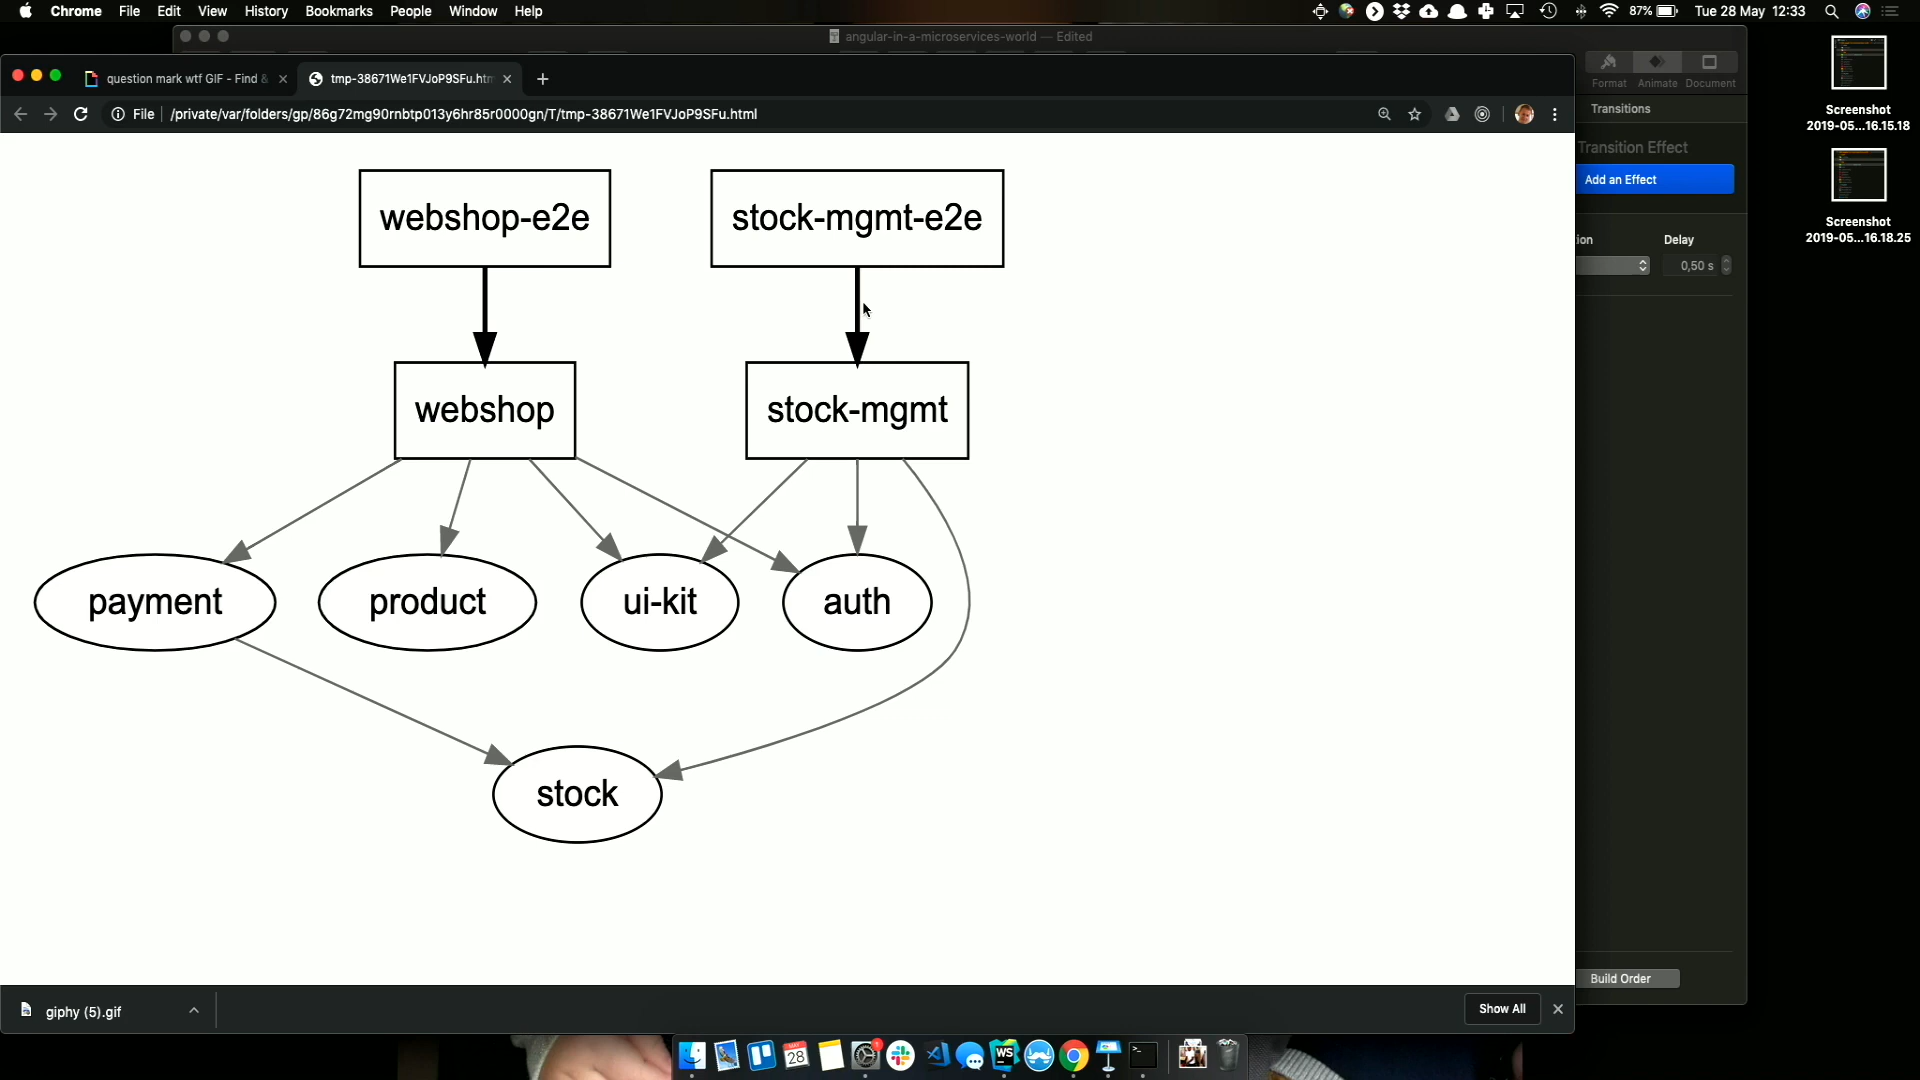 Chrome File Edit View History Bookmarks People Window Help
87% Tue 28 May 12:33
angular-in-a-microservices-world — Edited
question mark wtf GIF - Find &
tmp-38671We1FVJoP9SFu.htm
File /private/var/folders/gp/86g72mg90rnbtp013y6hr85r0000gn/T/tmp-38671We1FVJoP9SFu.html
Format Animate Document
Transitions
Transition Effect
Add an Effect
Delay
0,50 s
Build Order
Screenshot
2019-05...16.15.18
Screenshot
2019-05...16.18.25
webshop-e2e
stock-mgmt-e2e
webshop
stock-mgmt
payment
product
ui-kit
auth
stock
giphy (5).gif
Show All
MAY
28
WS